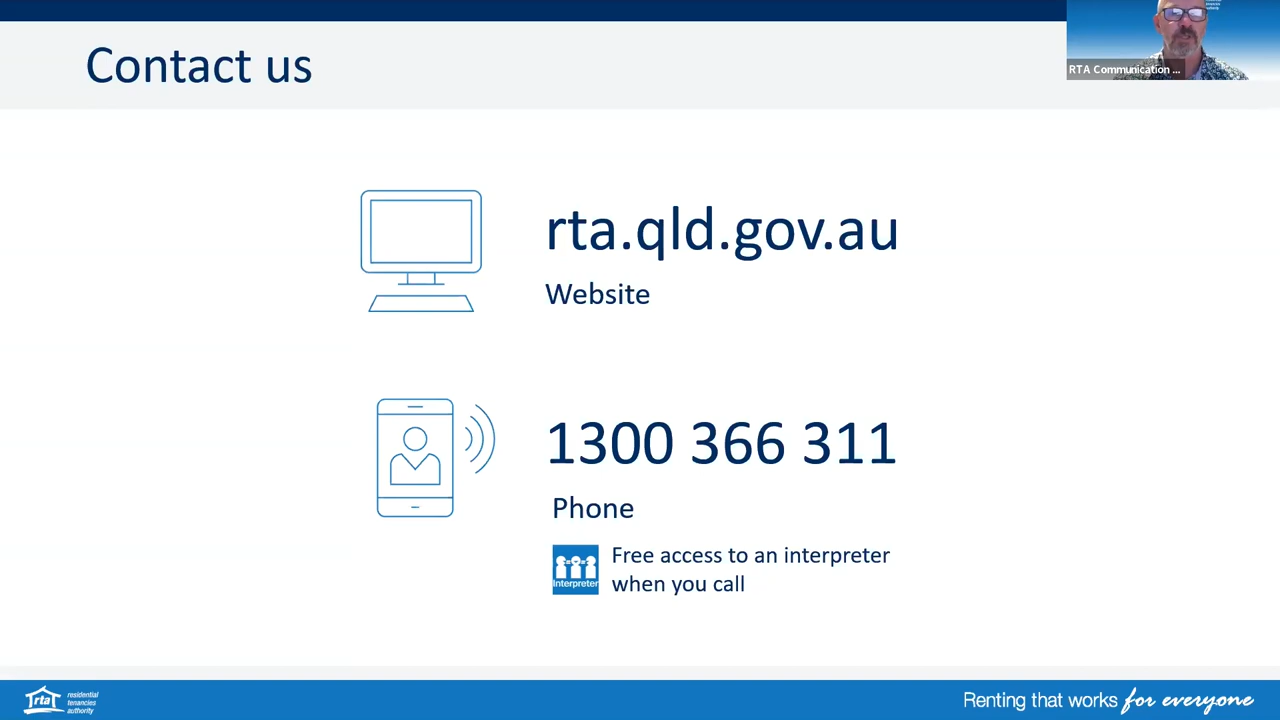 Contact us
RTA Communication ...
rta.qld.gov.au
Website
1300 366 311
Phone
Interpreter
Free access to an interpreter
when you call
rta
residential
tenancies
authority
Renting that works for everyone